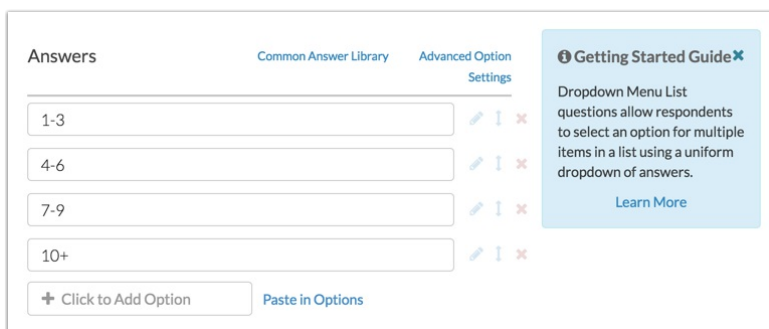 Answers
Common Answer Library
Advanced Option
Settings
1-3
4-6
7-9
10+
Click to Add Option
Paste in Options
Getting Started Guide
Dropdown Menu List
questions allow respondents
to select an option for multiple
items in a list using a uniform
dropdown of answers.
Learn More